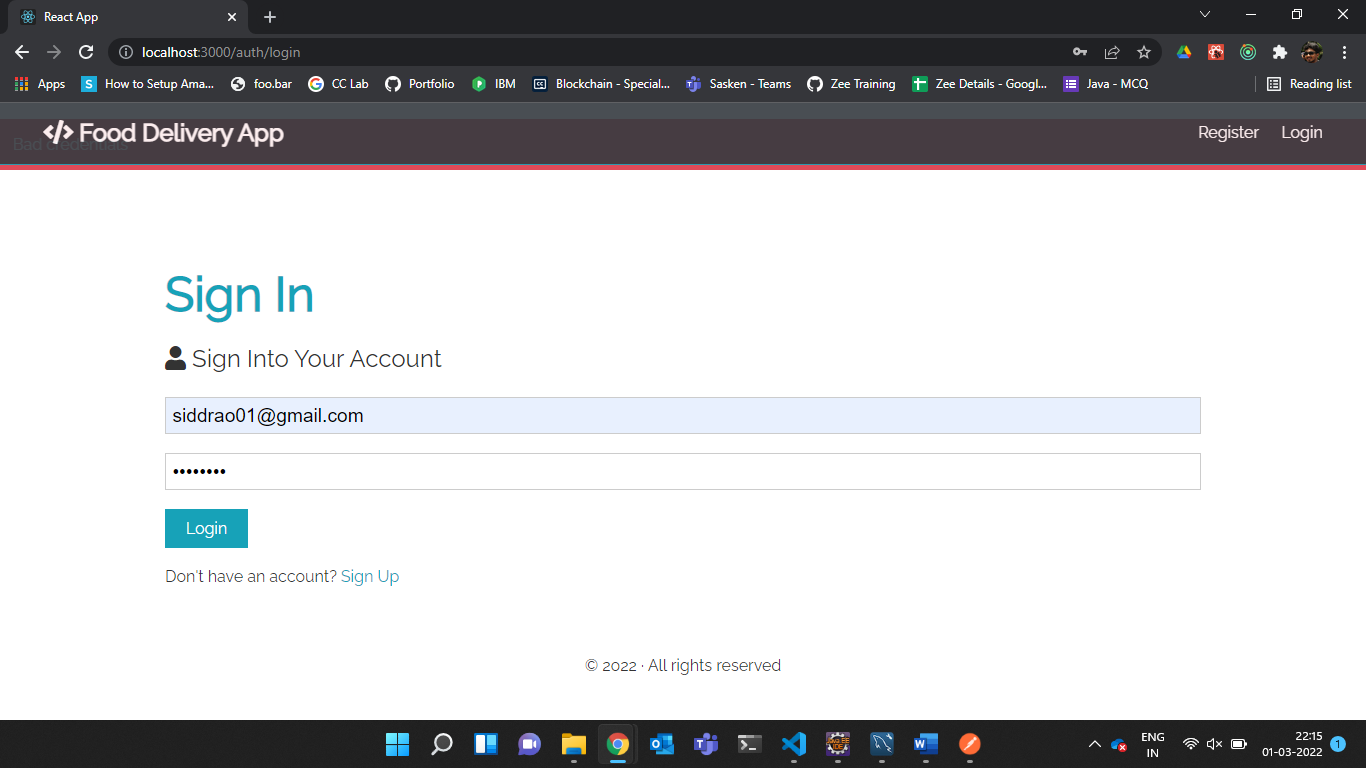 React App
localhost:3000/auth/login
Apps
How to Setup Ama...
foo.bar
CC Lab
Portfolio
IBM
Blockchain - Special...
Sasken - Teams
Zee Training
Zee Details - Googl...
Java - MCQ
Reading list
</> Food Delivery App
Register
Login
Bad credentials
Sign In
Sign Into Your Account
siddrao01@gmail.com
••••••••
Login
Don't have an account? Sign Up
© 2022 · All rights reserved
ENG
IN
22:15
01-03-2022
1